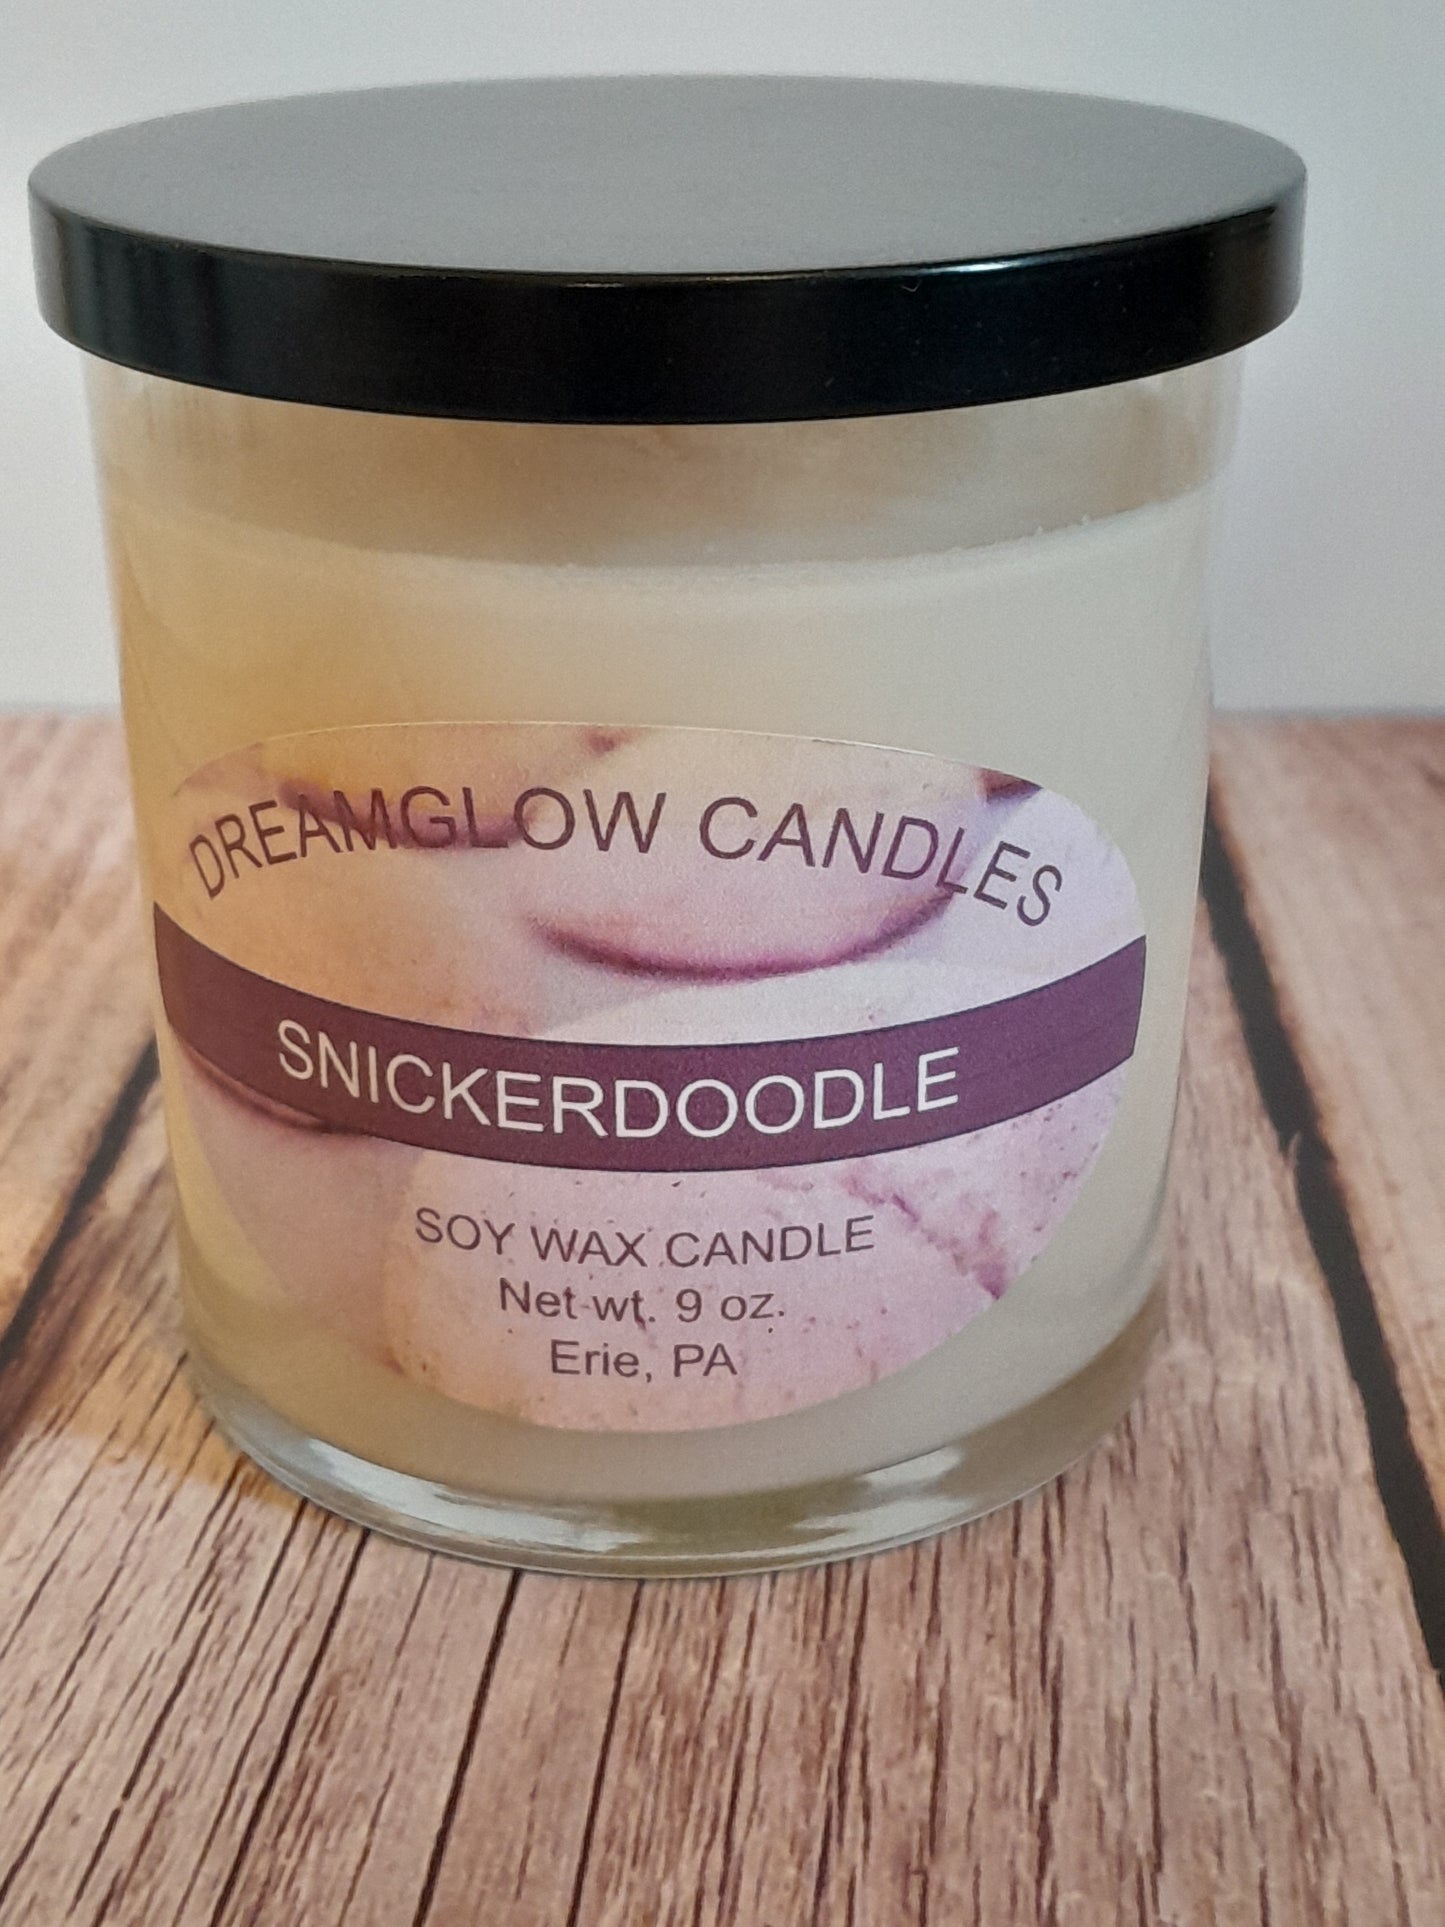 DREAMGLOW CANDLES
SNICKERDOODLE
SOY WAX CANDLE
Net wt. 9 oz.
Erie, PA